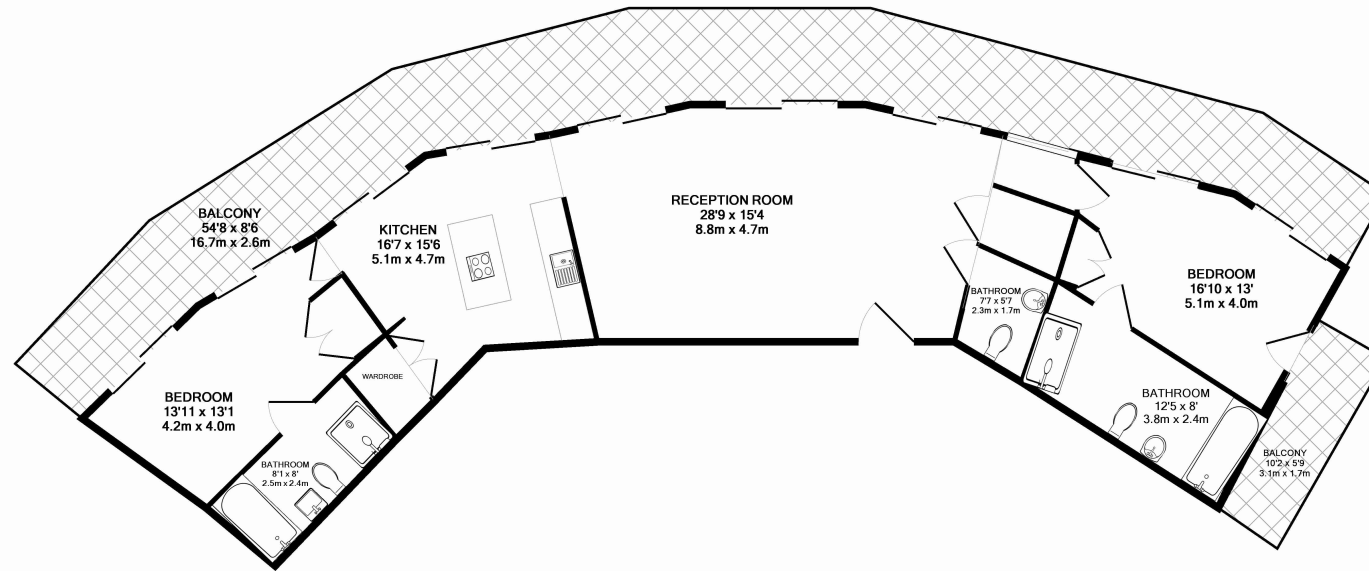 BALCONY
54'8 x 8'6
16.7m x 2.6m
KITCHEN
16'7 x 15'6
5.1m x 4.7m
RECEPTION ROOM
28'9 x 15'4
8.8m x 4.7m
BEDROOM
16'10 x 13'
5.1m x 4.0m
BATHROOM
7'7 x 5'7
2.3m x 1.7m
WARDROBE
BEDROOM
13'11 x 13'1
4.2m x 4.0m
BATHROOM
12'5 x 8'
3.8m x 2.4m
BATHROOM
8'1 x 8'
2.5m x 2.4m
BALCONY
10'2 x 5'9
3.1m x 1.7m